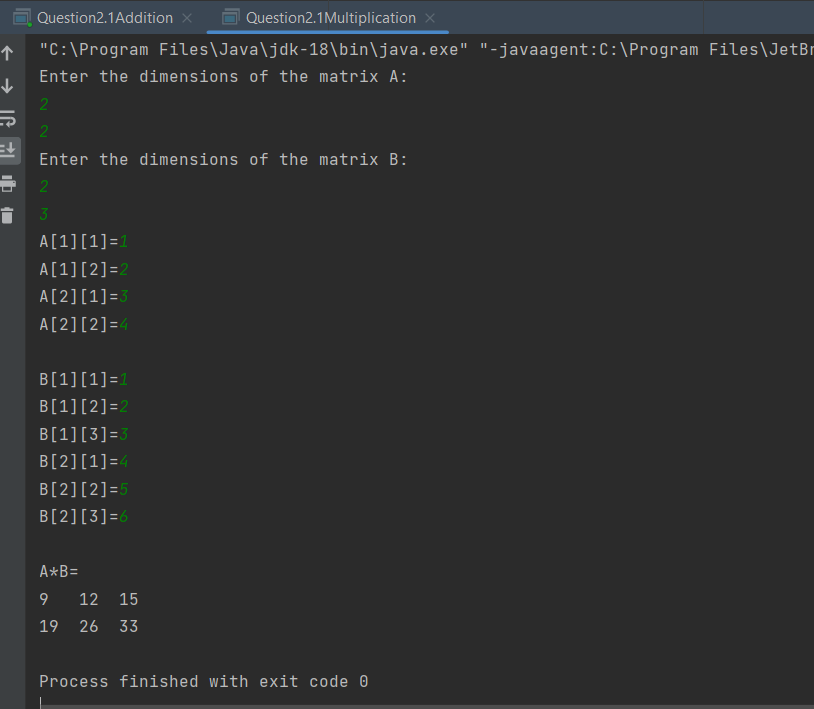 Question2.1Addition Question2.1Multiplication
"C:\Program Files\Java\jdk-18\bin\java.exe" "-javaagent:C:\Program Files\JetBr
Enter the dimensions of the matrix A:
2
2
Enter the dimensions of the matrix B:
2
3
A[1][1]=1
A[1][2]=2
A[2][1]=3
A[2][2]=4
B[1][1]=1
B[1][2]=2
B[1][3]=3
B[2][1]=4
B[2][2]=5
B[2][3]=6
A*B=
9 12 15
19 26 33
Process finished with exit code 0